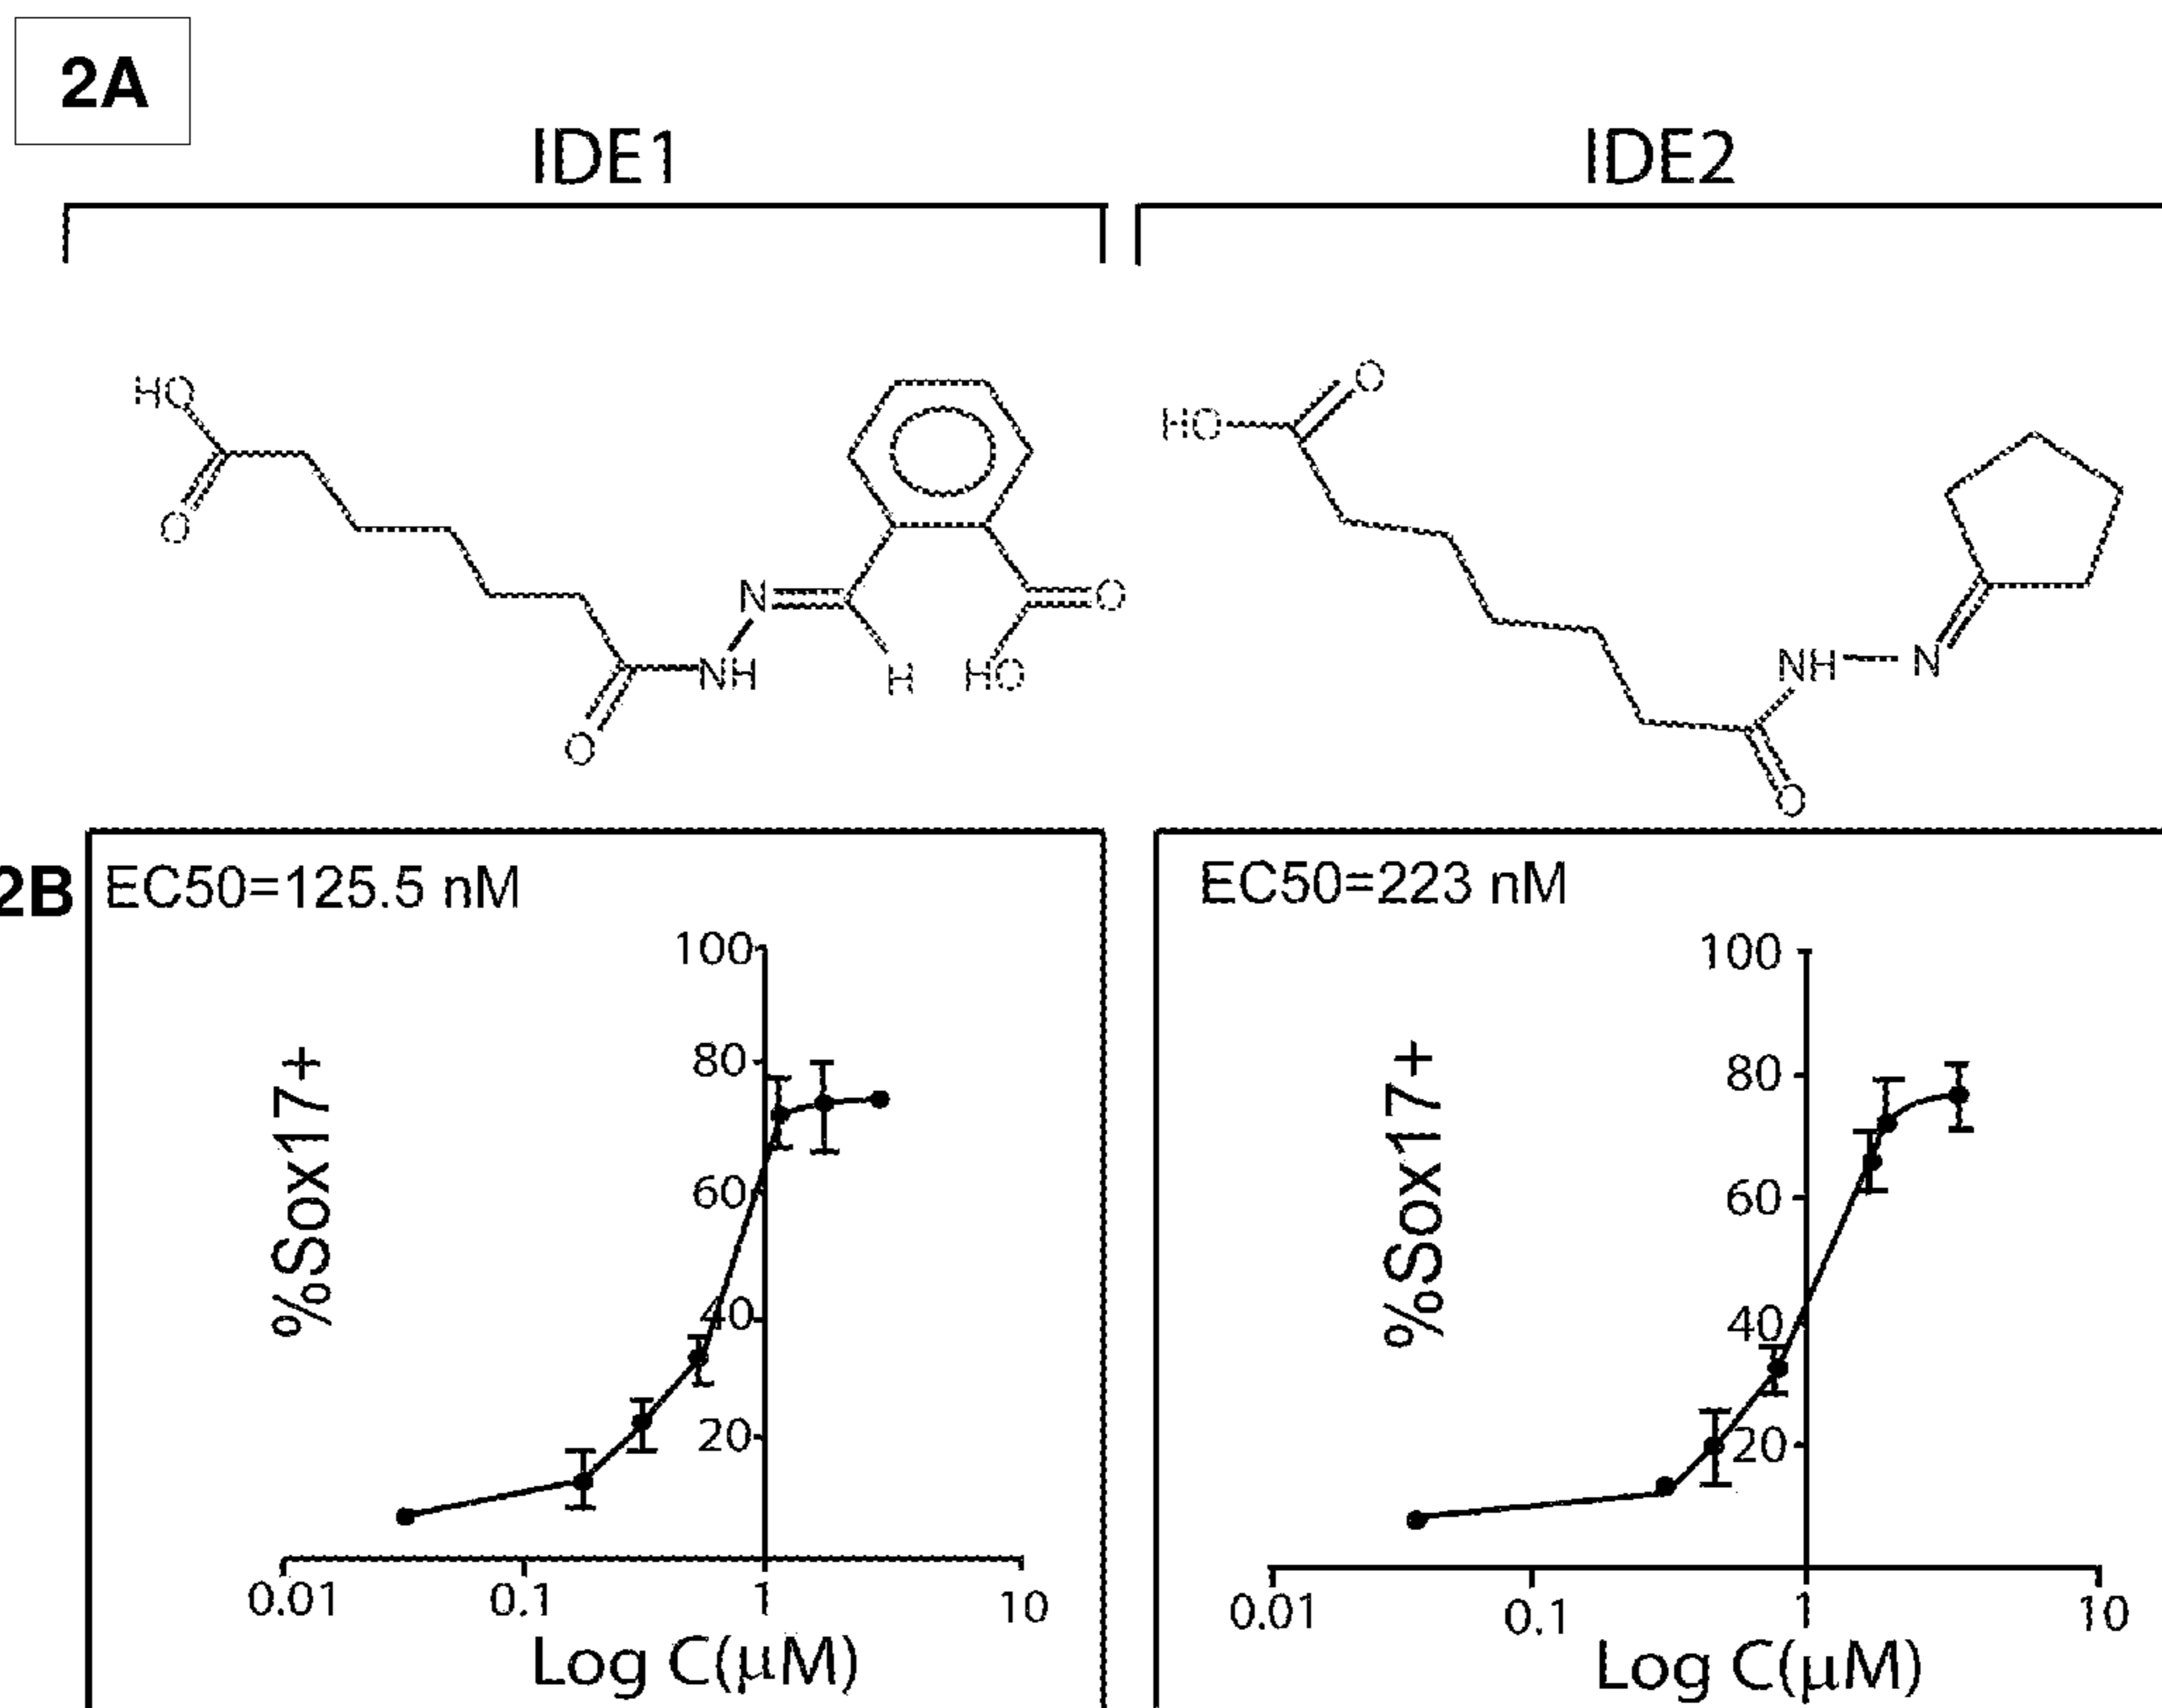 2A
IDE1
IDE2
HO
O
N
NH
O
H
HO
O
HO
O
NH
N
O
2B
EC50=125.5 nM
100
80
60
40
20
%Sox17+
0.01
0.1
1
10
Log C(μM)
EC50=223 nM
100
80
60
40
20
%Sox17+
0.01
0.1
1
10
Log C(μM)